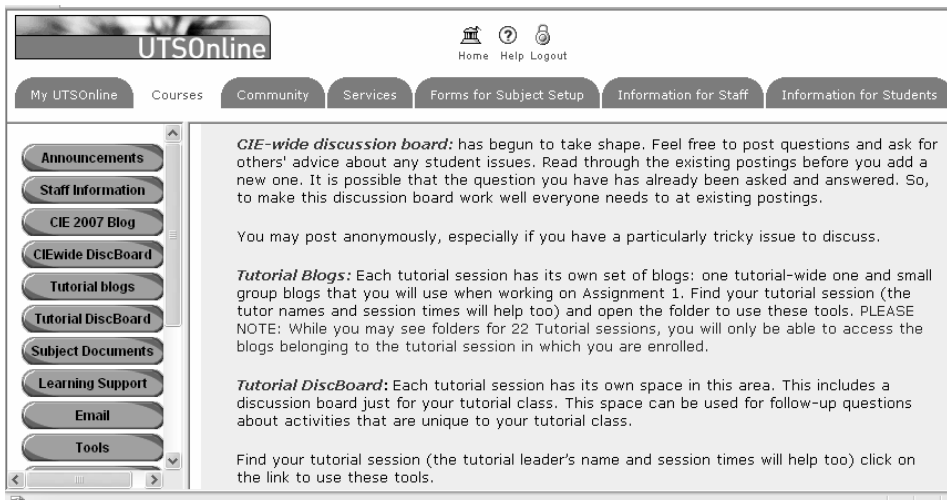 UTSOnline
Home Help Logout
My UTSOnline Courses Community Services Forms for Subject Setup Information for Staff Information for Students
Announcements
Staff Information
CIE 2007 Blog
CIEwide DiscBoard
Tutorial blogs
Tutorial DiscBoard
Subject Documents
Learning Support
Email
Tools
CIE-wide discussion board: has begun to take shape. Feel free to post questions and ask for
others' advice about any student issues. Read through the existing postings before you add a
new one. It is possible that the question you have has already been asked and answered. So,
to make this discussion board work well everyone needs to at existing postings.
You may post anonymously, especially if you have a particularly tricky issue to discuss.
Tutorial Blogs: Each tutorial session has its own set of blogs: one tutorial-wide one and small
group blogs that you will use when working on Assignment 1. Find your tutorial session (the
tutor names and session times will help too) and open the folder to use these tools. PLEASE
NOTE: While you may see folders for 22 Tutorial sessions, you will only be able to access the
blogs belonging to the tutorial session in which you are enrolled.
Tutorial DiscBoard: Each tutorial session has its own space in this area. This includes a
discussion board just for your tutorial class. This space can be used for follow-up questions
about activities that are unique to your tutorial class.
Find your tutorial session (the tutorial leader's name and session times will help too) click on
the link to use these tools.